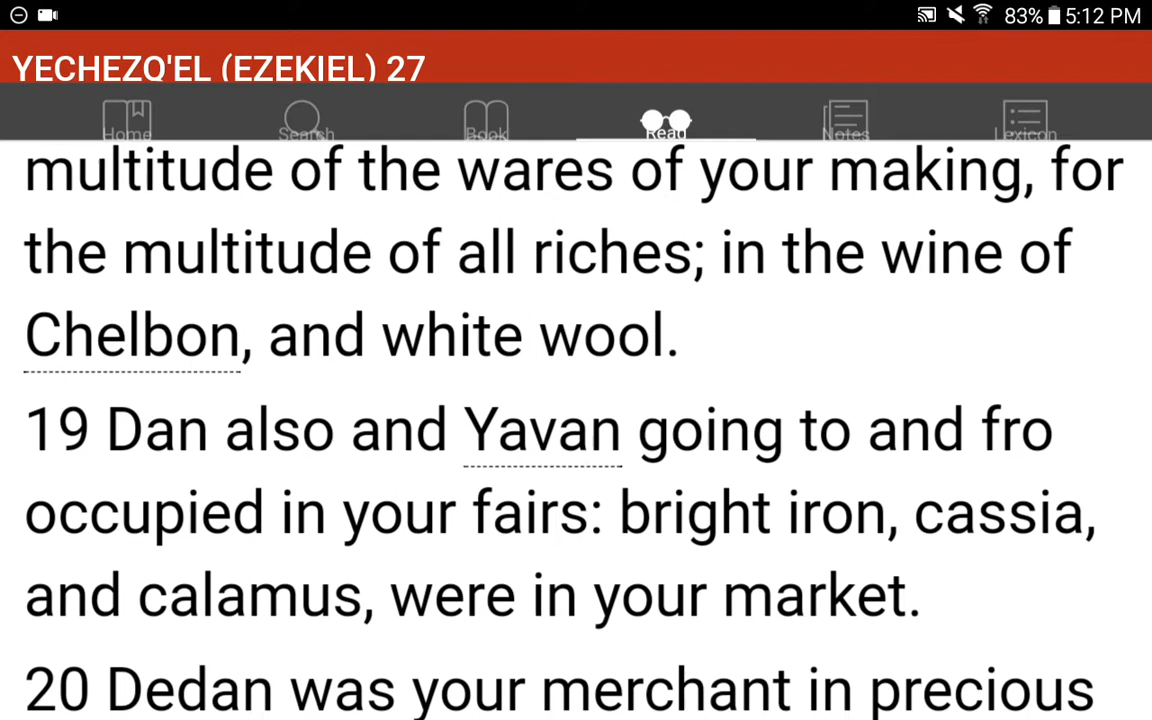 83% 5:12 PM
YECHEZQ'EL (EZEKIEL) 27
Home Search Book Read Notes Lexicon
multitude of the wares of your making, for
the multitude of all riches; in the wine of
Chelbon, and white wool.
19 Dan also and Yavan going to and fro
occupied in your fairs: bright iron, cassia,
and calamus, were in your market.
20 Dedan was your merchant in precious